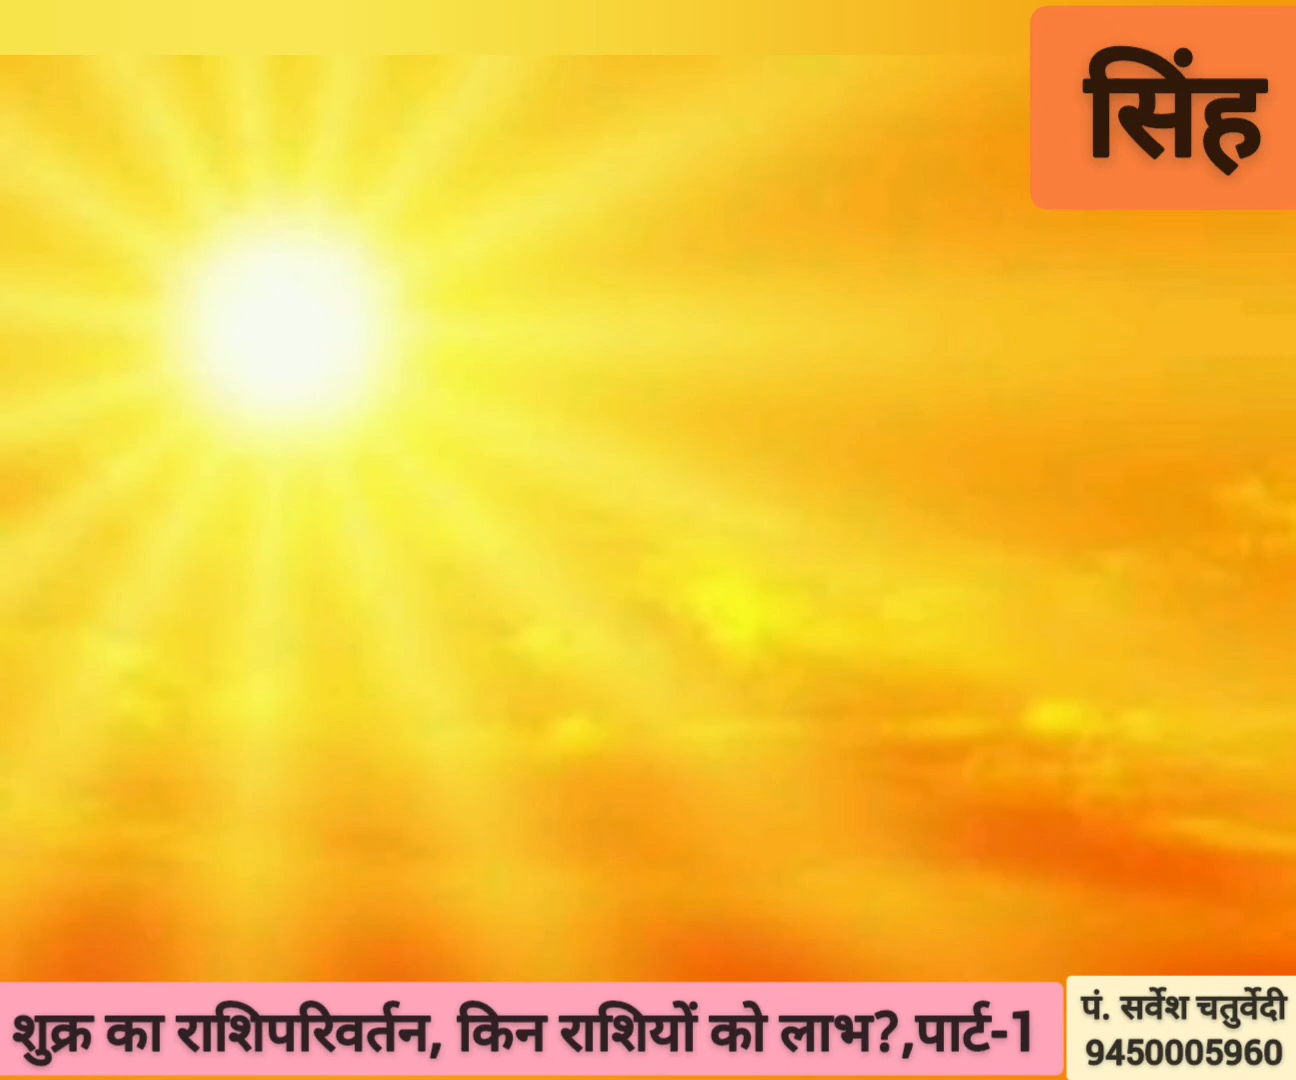 सिंह
शुक्र का राशिपरिवर्तन, किन राशियों को लाभ?,पार्ट-1
पं. सर्वेश चतुर्वेदी
9450005960